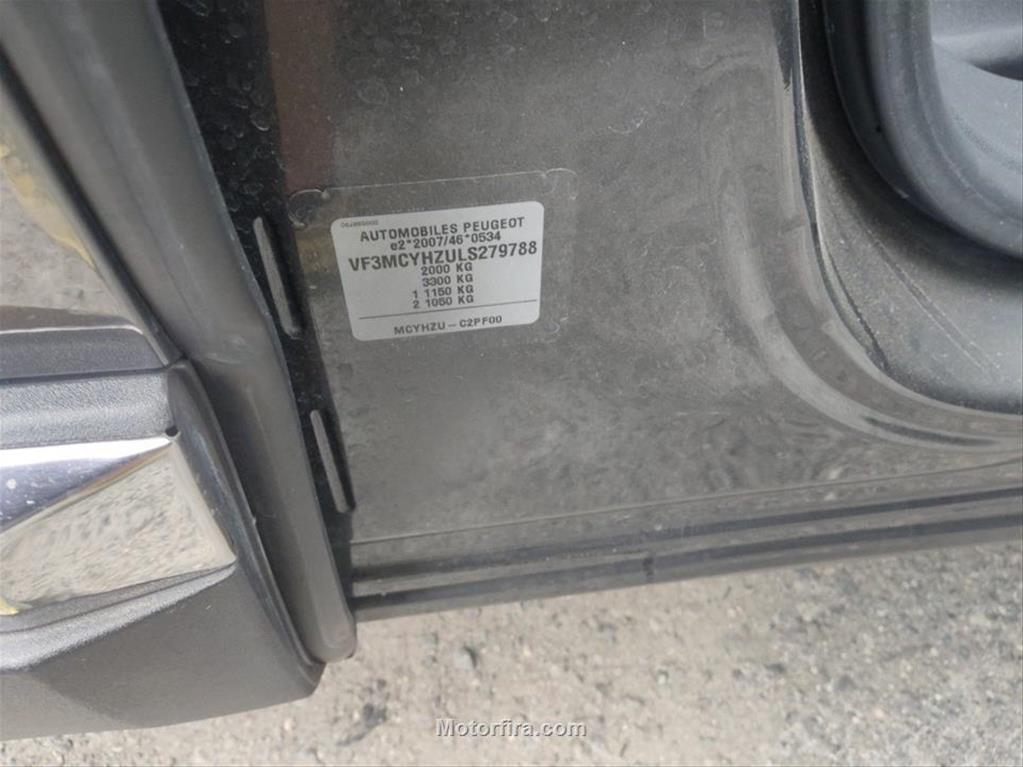 AUTOMOBILES PEUGEOT
e2*2007/46*0534
VF3MCYHZULS279788
2000 KG
3300 KG
1 1150 KG
2 1050 KG
MCYHZU - C2PF00
Motorfira.com